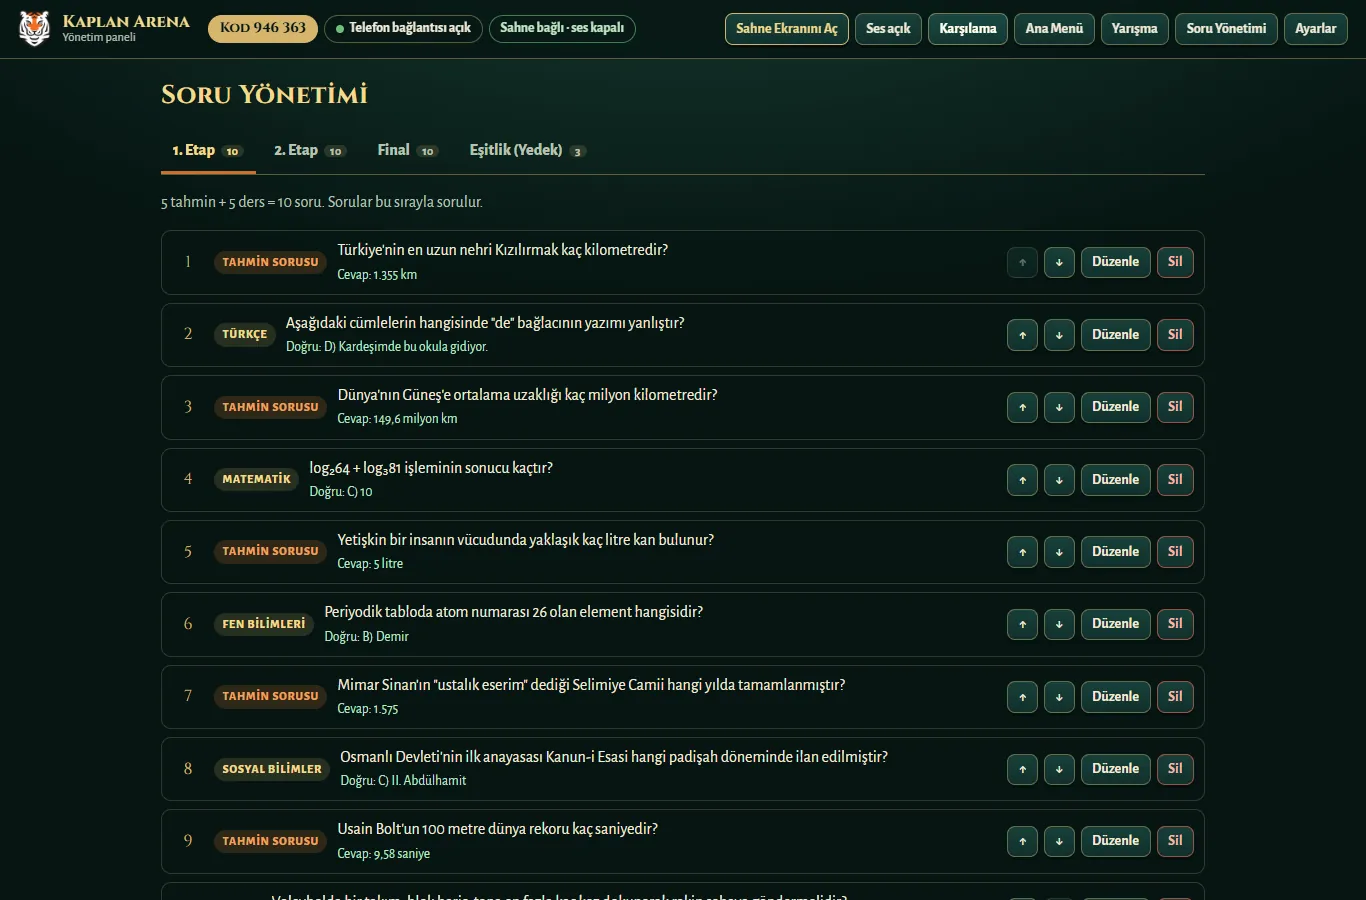 Kaplan Arena
Yönetim paneli
Kod 946 363
Telefon bağlantısı açık
Sahne bağlı · ses kapalı
Sahne Ekranını Aç
Ses açık
Karşılama
Ana Menü
Yarışma
Soru Yönetimi
Ayarlar
Soru Yönetimi
1. Etap 10
2. Etap 10
Final 10
Eşitlik (Yedek) 3
5 tahmin + 5 ders = 10 soru. Sorular bu sırayla sorulur.
1
TAHMİN SORUSU
Türkiye'nin en uzun nehri Kızılırmak kaç kilometredir?
Cevap: 1.355 km
↑ ↓ Düzenle Sil
2
TÜRKÇE
Aşağıdaki cümlelerin hangisinde "de" bağlacının yazımı yanlıştır?
Doğru: D) Kardeşimde bu okula gidiyor.
↑ ↓ Düzenle Sil
3
TAHMİN SORUSU
Dünya'nın Güneş'e ortalama uzaklığı kaç milyon kilometredir?
Cevap: 149,6 milyon km
↑ ↓ Düzenle Sil
4
MATEMATİK
log₂64 + log₃81 işleminin sonucu kaçtır?
Doğru: C) 10
↑ ↓ Düzenle Sil
5
TAHMİN SORUSU
Yetişkin bir insanın vücudunda yaklaşık kaç litre kan bulunur?
Cevap: 5 litre
↑ ↓ Düzenle Sil
6
FEN BİLİMLERİ
Periyodik tabloda atom numarası 26 olan element hangisidir?
Doğru: B) Demir
↑ ↓ Düzenle Sil
7
TAHMİN SORUSU
Mimar Sinan'ın "ustalık eserim" dediği Selimiye Camii hangi yılda tamamlanmıştır?
Cevap: 1.575
↑ ↓ Düzenle Sil
8
SOSYAL BİLİMLER
Osmanlı Devleti'nin ilk anayasası Kanun-i Esasi hangi padişah döneminde ilan edilmiştir?
Doğru: C) II. Abdülhamit
↑ ↓ Düzenle Sil
9
TAHMİN SORUSU
Usain Bolt'un 100 metre dünya rekoru kaç saniyedir?
Cevap: 9,58 saniye
↑ ↓ Düzenle Sil